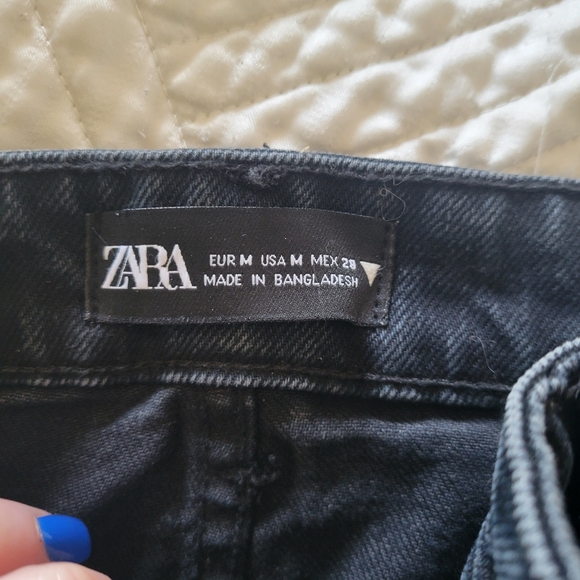 ZARA
EUR M USA M MEX 28
MADE IN BANGLADESH